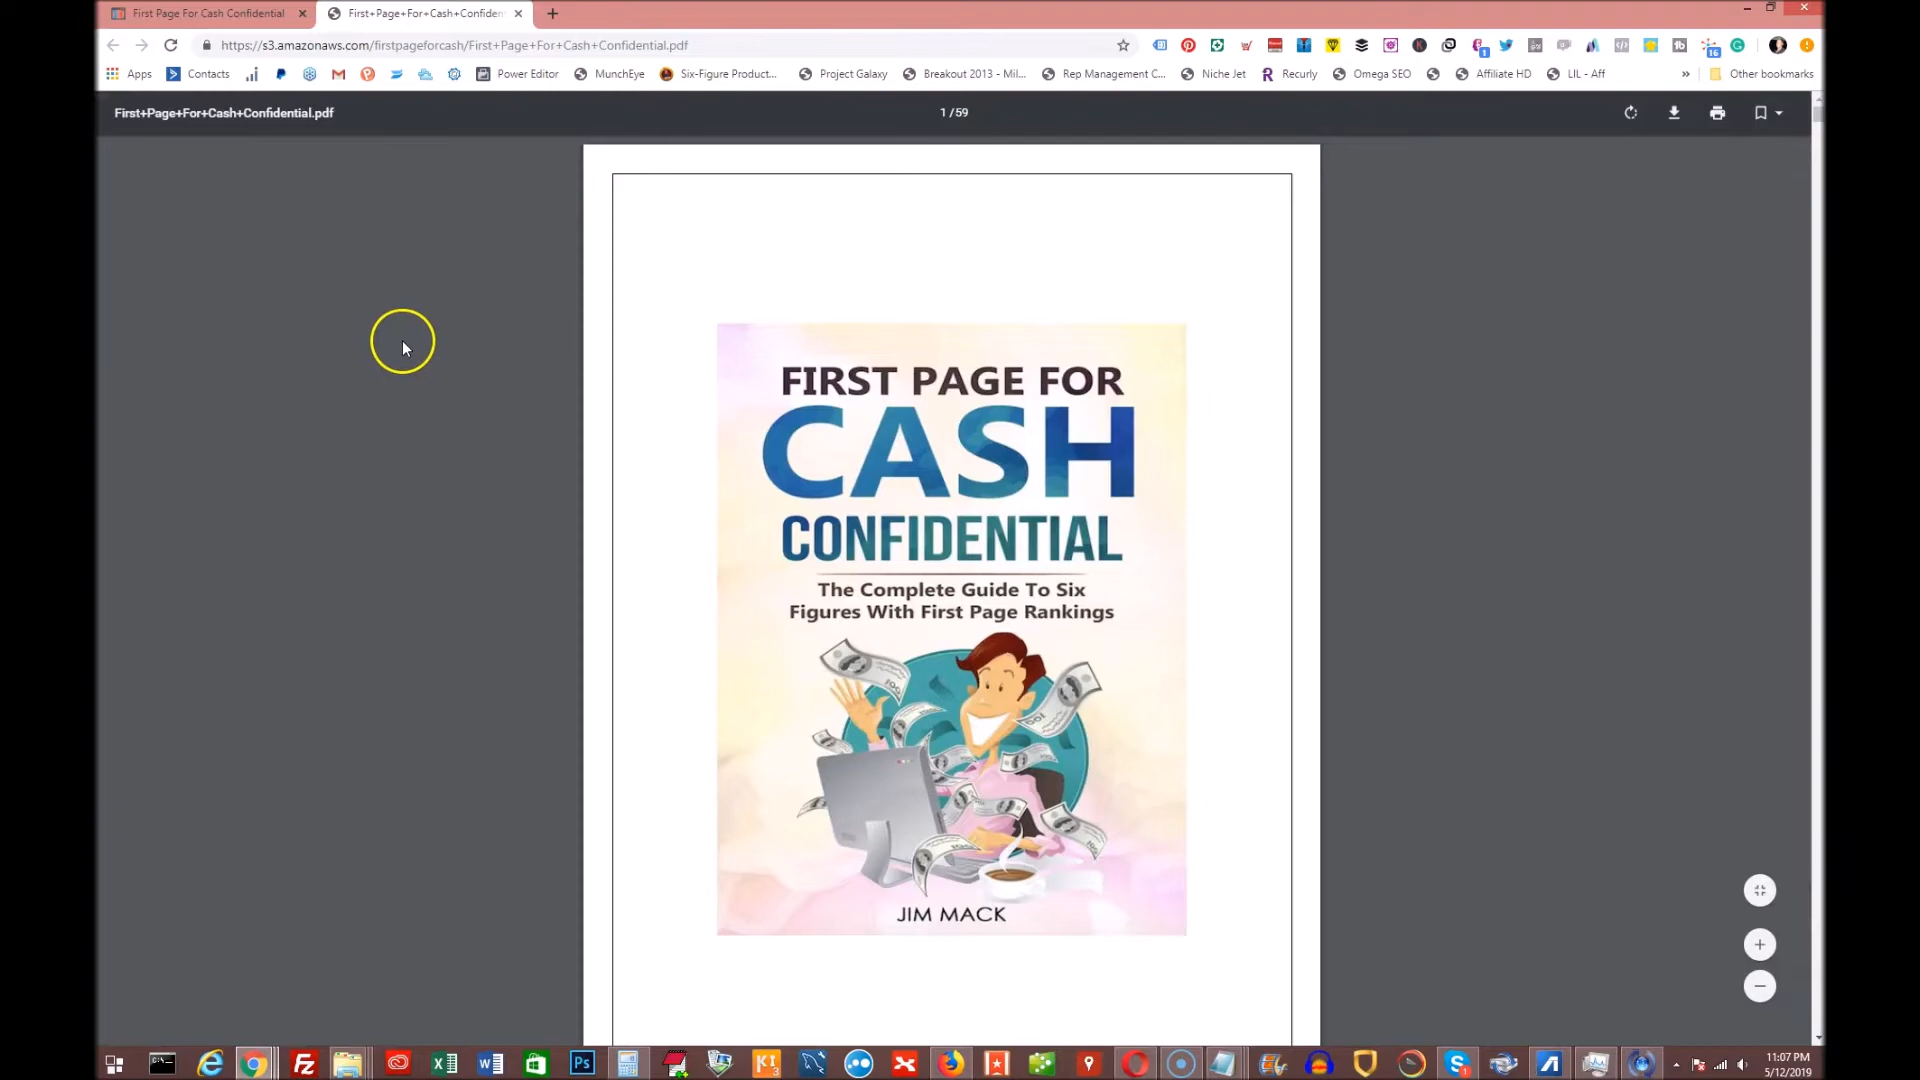 First Page For Cash Confidential
First+Page+For+Cash+Confiden
https://s3.amazonaws.com/firstpageforcash/First+Page+For+Cash+Confidential.pdf
Apps
Contacts
Power Editor
MunchEye
Six-Figure Product...
Project Galaxy
Breakout 2013 - Mil...
Rep Management C...
Niche Jet
Recurly
Omega SEO
Affiliate HD
LIL - Aff
»
Other bookmarks
First+Page+For+Cash+Confidential.pdf
1 / 59
FIRST PAGE FOR
CASH
CONFIDENTIAL
The Complete Guide To Six
Figures With First Page Rankings
JIM MACK
11:07 PM
5/12/2019